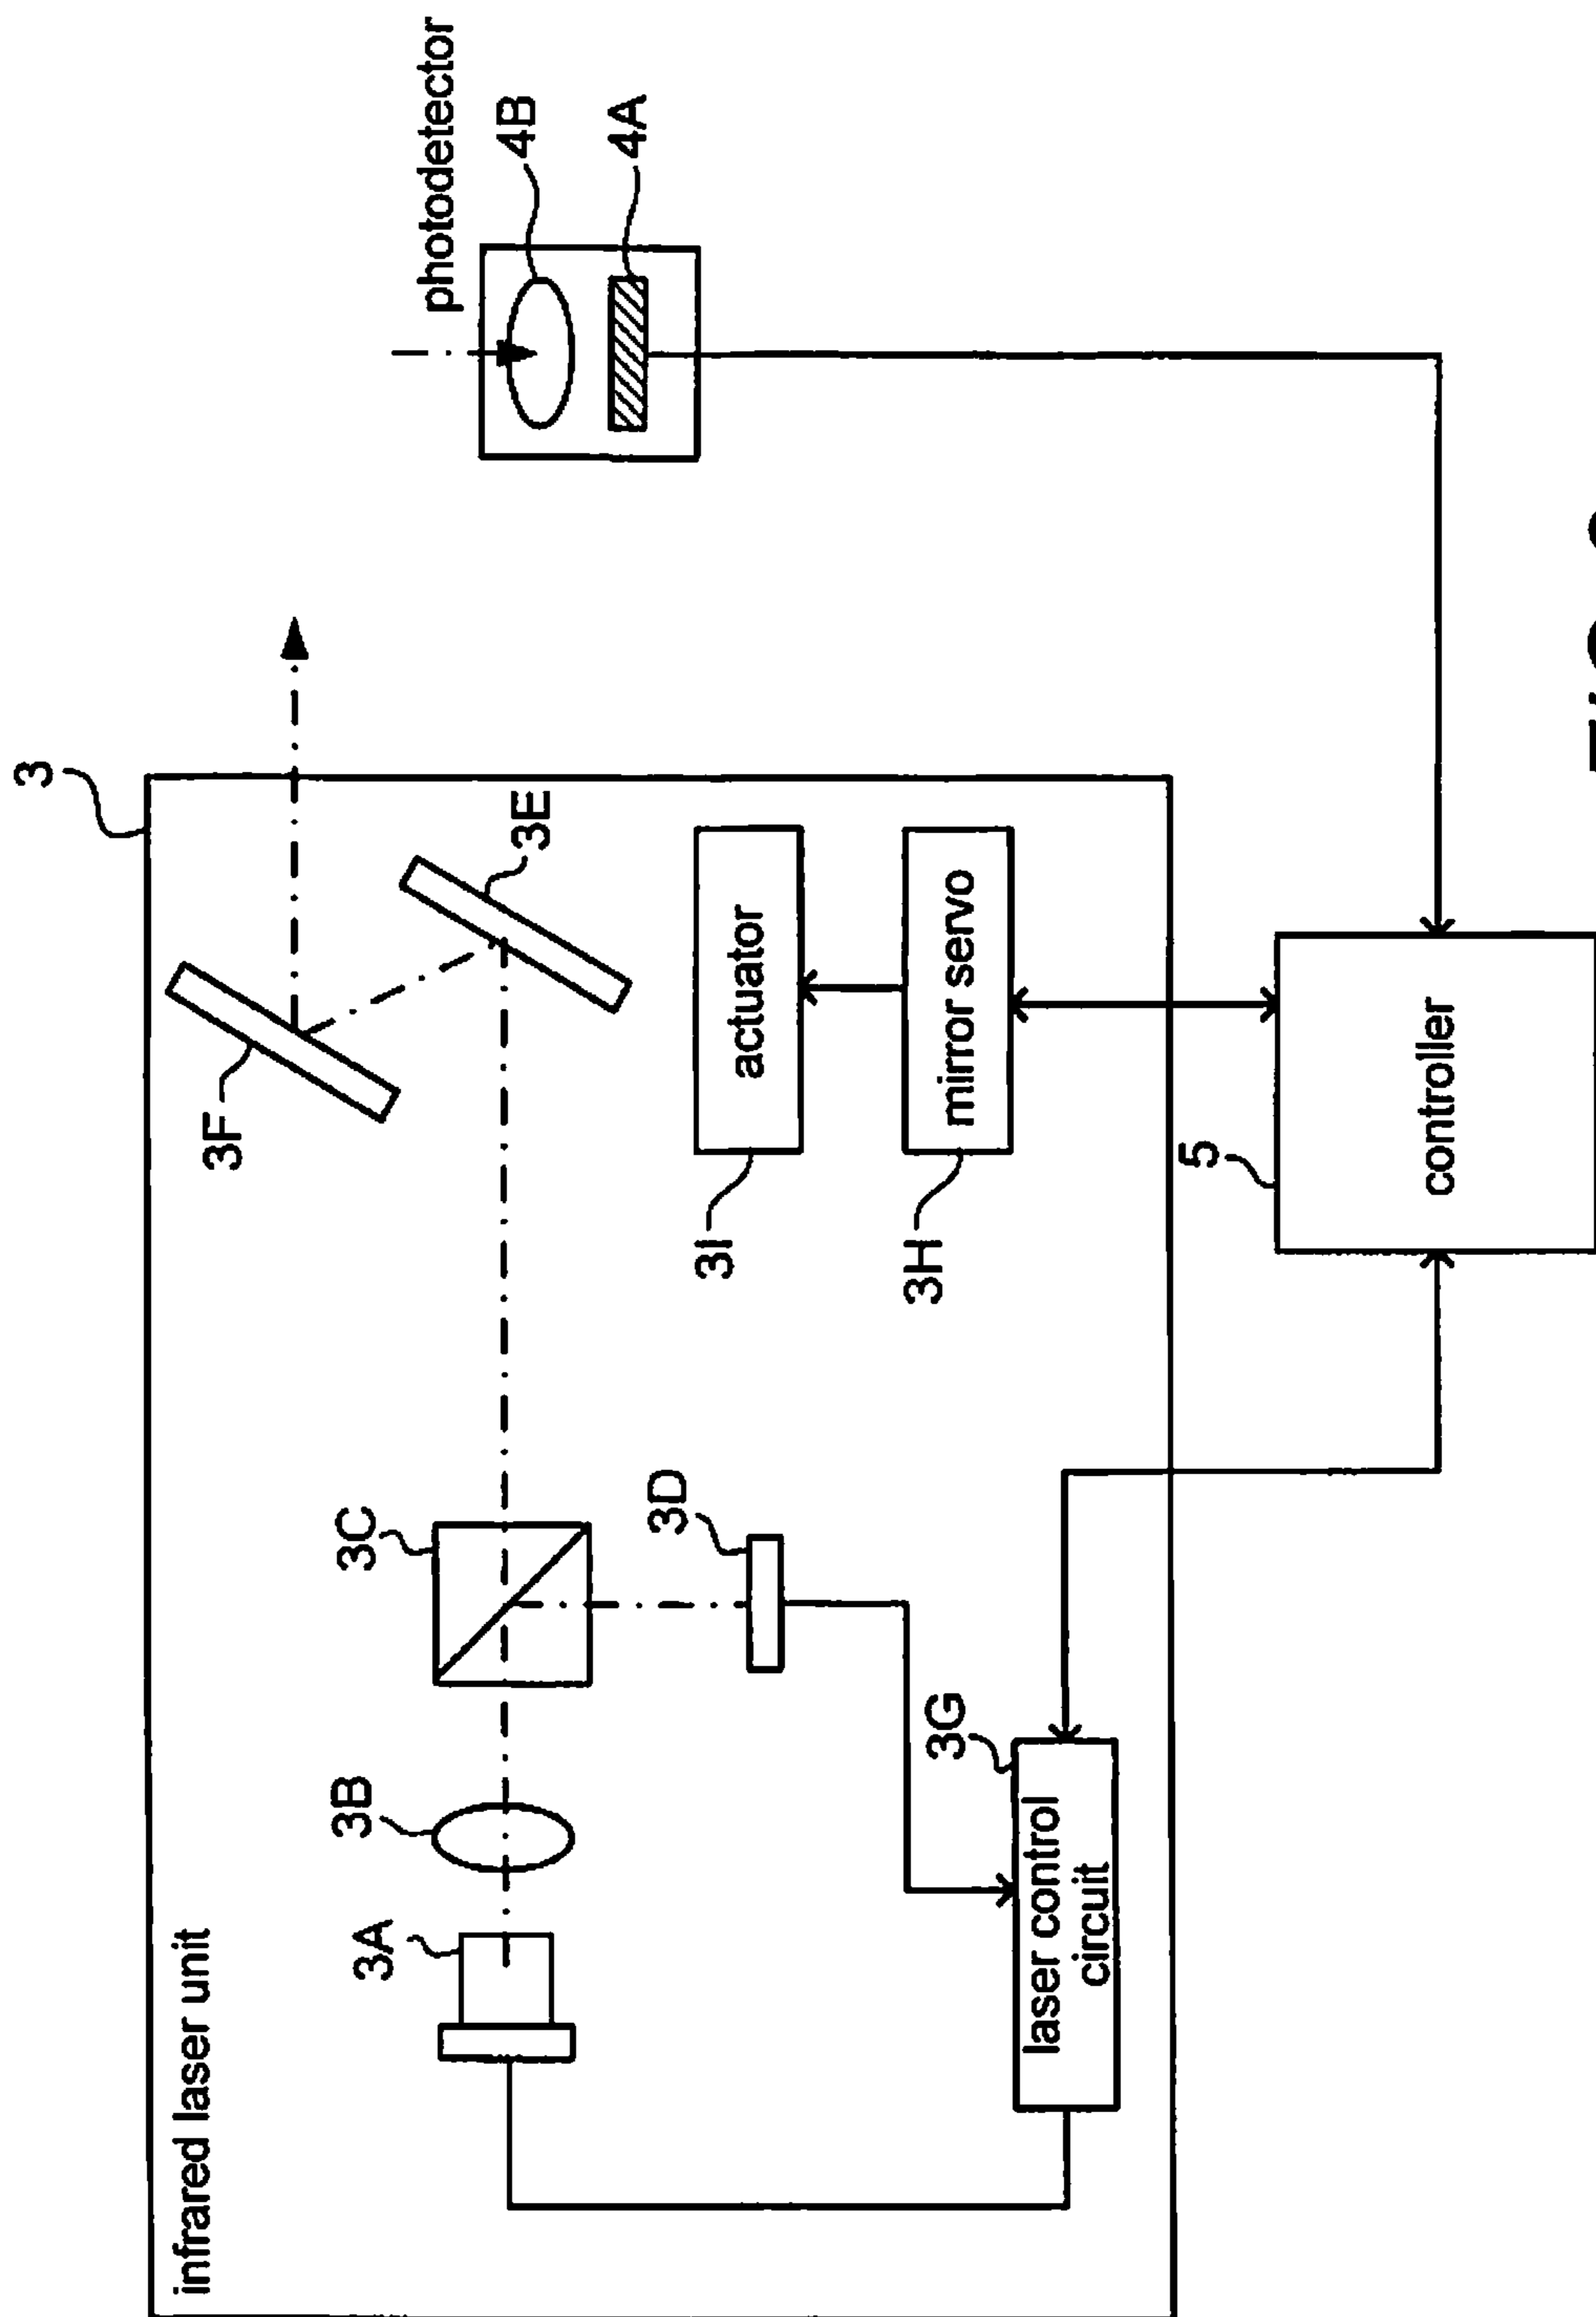 infrared laser unit
3
3A
3B
3C
3D
3E
3F
3G
laser control
circuit
3H
mirror servo
3I
actuator
photodetector
4B
4A
5
controller